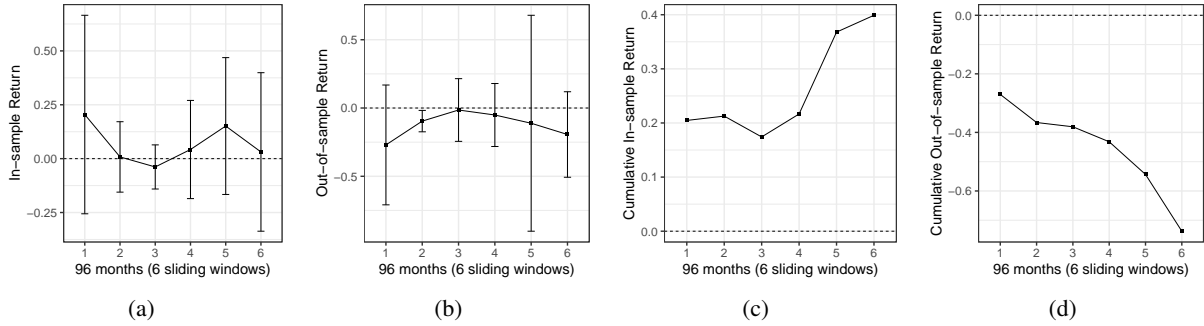 In−sample Return
0.50
0.25
0.00
−0.25
1 2 3 4 5 6
96 months (6 sliding windows)
(a)
Out−of−sample Return
0.5
0.0
−0.5
1 2 3 4 5 6
96 months (6 sliding windows)
(b)
Cumulative In−sample Return
0.4
0.3
0.2
0.1
0.0
1 2 3 4 5 6
96 months (6 sliding windows)
(c)
Cumulative Out−of−sample Return
0.0
−0.2
−0.4
−0.6
1 2 3 4 5 6
96 months (6 sliding windows)
(d)